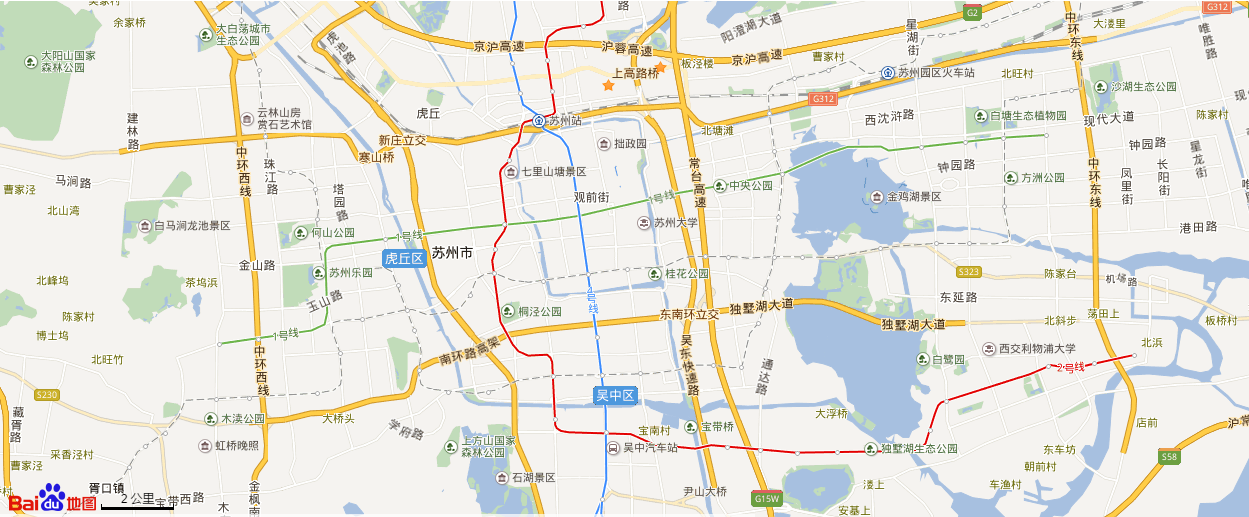 吴家村
余家桥
大白荡城市
生态公园
虎池路
京沪高速
沪蓉高速
路
阳澄湖大道
星湖街
G2
中环东线
大溇里
G312
唯胜路
大阳山国家
森林公园
板泾楼
京沪高速
曹家村
上高路桥
苏州园区火车站
北旺村
沙湖生态公园
G312
建林路
云林山房
赏石艺术馆
虎丘
苏州站
北塘滩
西沈浒路
白塘生态植物园
现代大道
陈家村
新庄立交
寒山桥
拙政园
钟园路
钟园路
星龙街
中环西线
珠江路
七里山塘景区
常台高速
长阳街
曹家泾
马涧路
塔园路
观前街
1号线
中央公园
金鸡湖景区
方洲公园
中环东线
凤里街
北山湾
白马涧龙池景区
何山公园
1号线
苏州大学
港田路
虎丘区
苏州市
金山路
苏州乐园
桂花公园
S323
陈家台
机场路
北峰坞
茶坞浜
玉山路
4号线
东延路
陈家村
桐泾公园
东南环立交
独墅湖大道
独墅湖大道
北斜步
荡田上
板桥村
博士坞
1号线
北浜
北旺竹
中环西线
南环路高架
吴东快速路
通达路
白鹭园
西交利物浦大学
2号线
S230
吴中区
藏胥路
木渎公园
大桥头
学府路
宝南村
宝带桥
大浮桥
店前
沪常
虹桥晚照
上方山国家
森林公园
吴中汽车站
独墅湖生态公园
东车坊
采香泾村
曹家泾
S58
朝前村
石湖景区
胥口镇
金枫南
尹山大桥
G15W
溇上
车渔村
Bai du 地图
2 公里
宝带西路
木
安基上